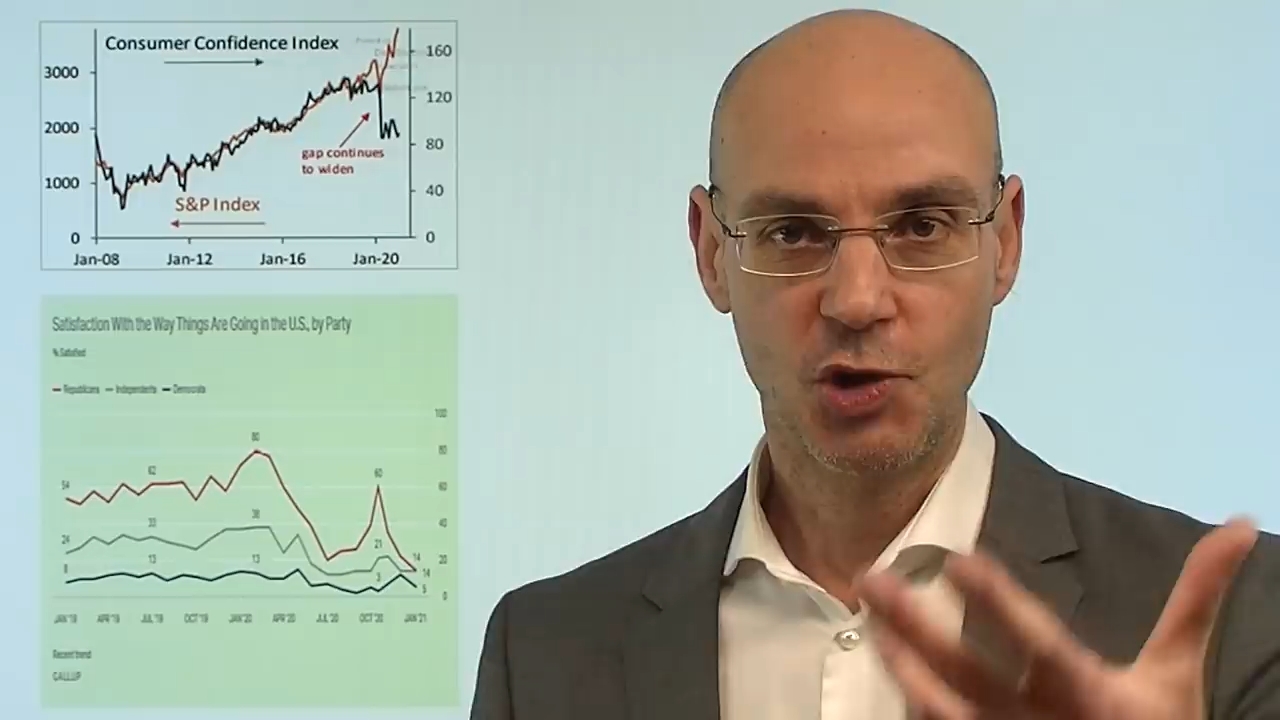 Consumer Confidence Index
160
3000
120
2000
80
gap continues
to widen
1000
40
S&P Index
0
0
Jan-08
Jan-12
Jan-16
Jan-20
Satisfaction With the Way Things Are Going in the U.S., by Party
% Satisfied
Republicans
Independents
Democrats
100
80
80
62
60
54
60
38
40
33
24
21
20
13
13
14
14
8
3
5
0
JAN '19
APR '19
JUL '19
OCT '19
JAN '20
APR '20
JUL '20
OCT '20
JAN '21
Recent trend
GALLUP